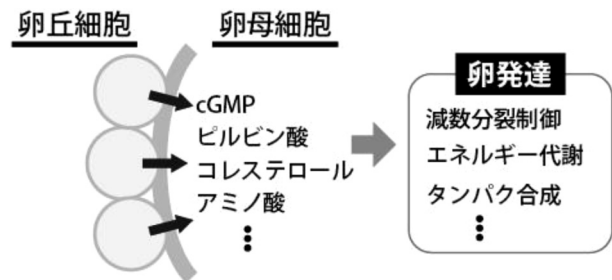 卵丘細胞
卵母細胞
cGMP
ピルビン酸
コレステロール
アミノ酸
卵発達
減数分裂制御
エネルギー代謝
タンパク合成